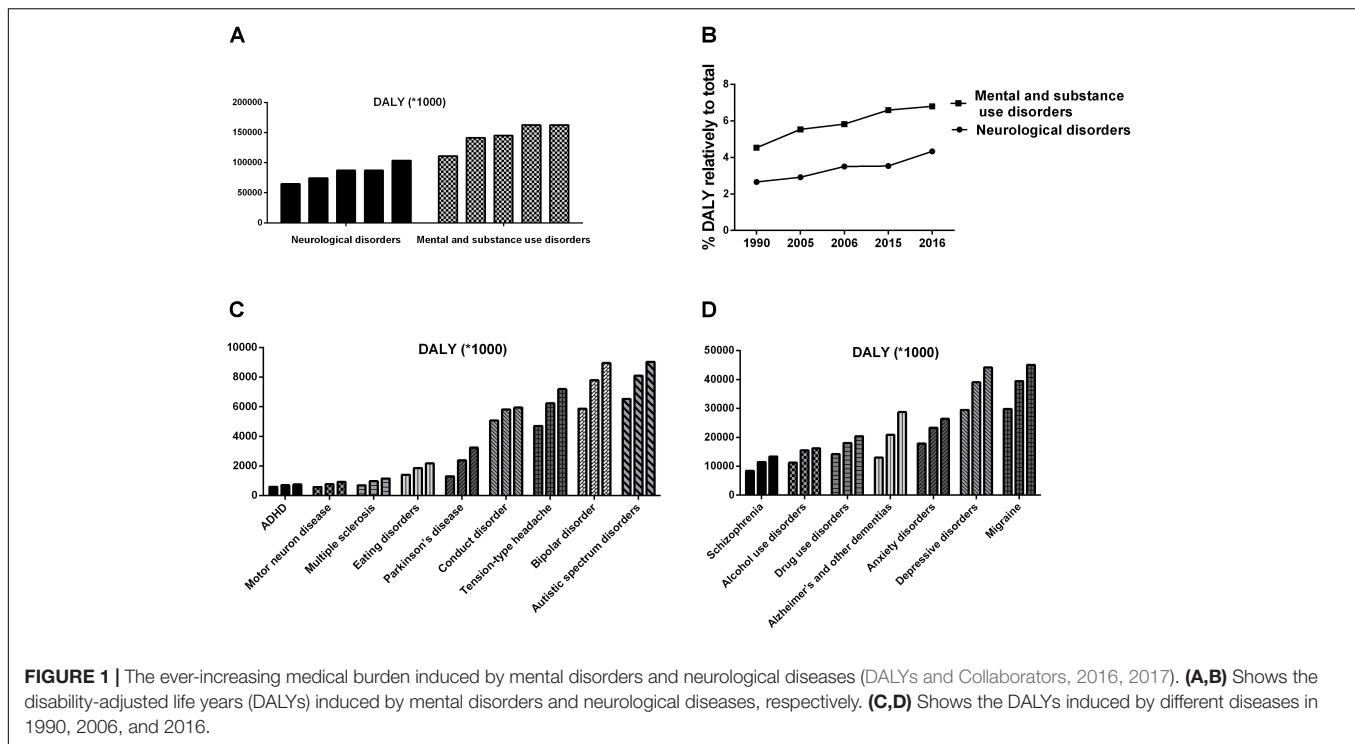 A
DALY (*1000)
200000
150000
100000
50000
0
Neurological disorders
Mental and substance use disorders
B
% DALY relatively to total
8
6
4
2
0
1990
2005
2006
2015
2016
Mental and substance
use disorders
Neurological disorders
C
DALY (*1000)
10000
8000
6000
4000
2000
0
ADHD
Motor neuron disease
Multiple sclerosis
Eating disorders
Parkinson's disease
Conduct disorder
Tension-type headache
Bipolar disorder
Autistic spectrum disorders
D
DALY (*1000)
50000
40000
30000
20000
10000
0
Schizophrenia
Alcohol use disorders
Drug use disorders
Alzheimer's and other dementias
Anxiety disorders
Depressive disorders
Migraine
FIGURE 1 | The ever-increasing medical burden induced by mental disorders and neurological diseases (DALYs and Collaborators, 2016, 2017). (A,B) Shows the
disability-adjusted life years (DALYs) induced by mental disorders and neurological diseases, respectively. (C,D) Shows the DALYs induced by different diseases in
1990, 2006, and 2016.